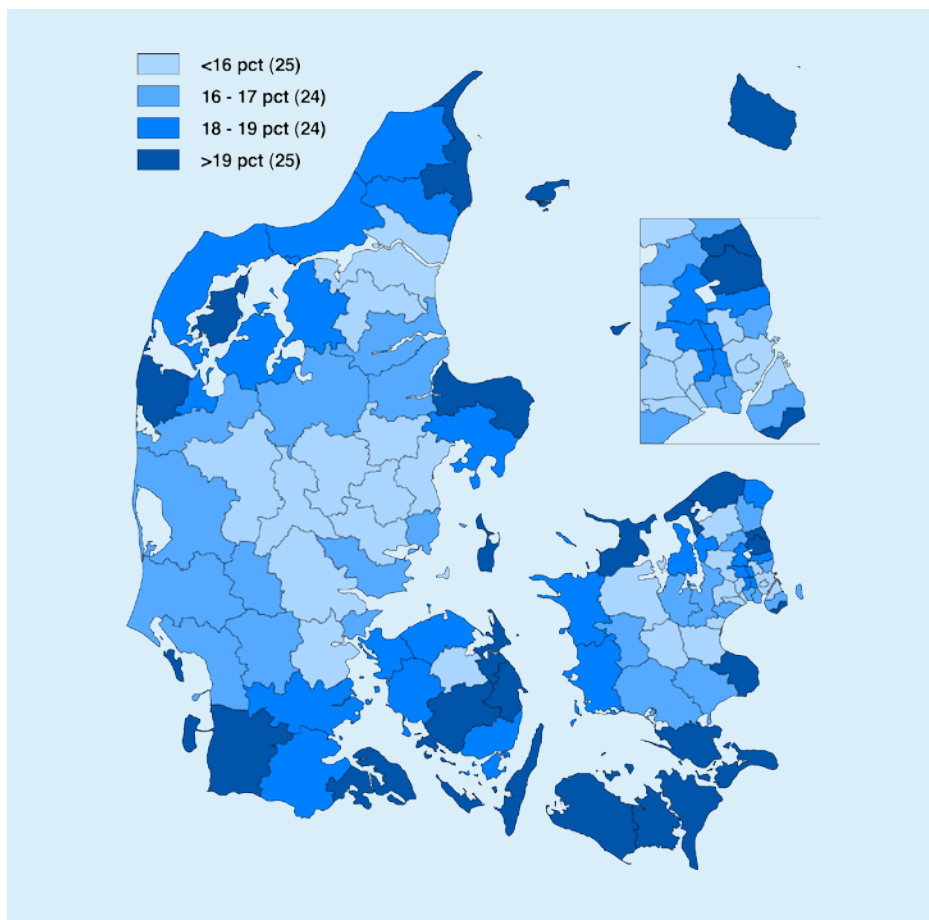 <16 pct (25)
16 - 17 pct (24)
18 - 19 pct (24)
>19 pct (25)